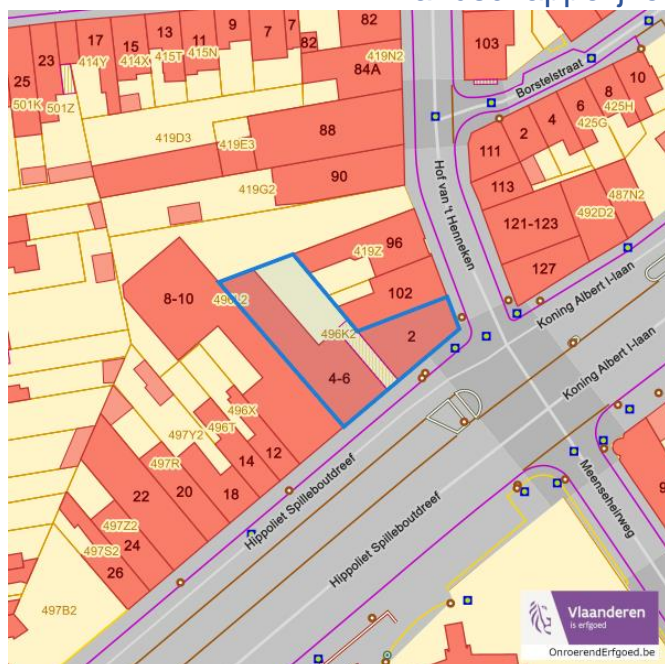 23
17
15
13
11
9
7
7
82
82
103
25
414Y
414X
415T
415N
419N2
84A
501K
501Z
Borstelstraat
10
8
6
4
2
425H
425G
111
88
419D3
419E3
90
113
419G2
487N2
492D2
121-123
Hof van 't Henneken
96
419Z
127
8-10
102
Koning Albert I-laan
496K2
2
4-6
Koning Albert I-laan
496X
496T
497Y2
12
14
497R
22
20
18
Hippoliet Spilleboutdreef
Meenseheirweg
9
497Z2
24
497S2
26
Hippoliet Spilleboutdreef
497B2
Vlaanderen
is erfgoed
OnroerendErfgoed.be